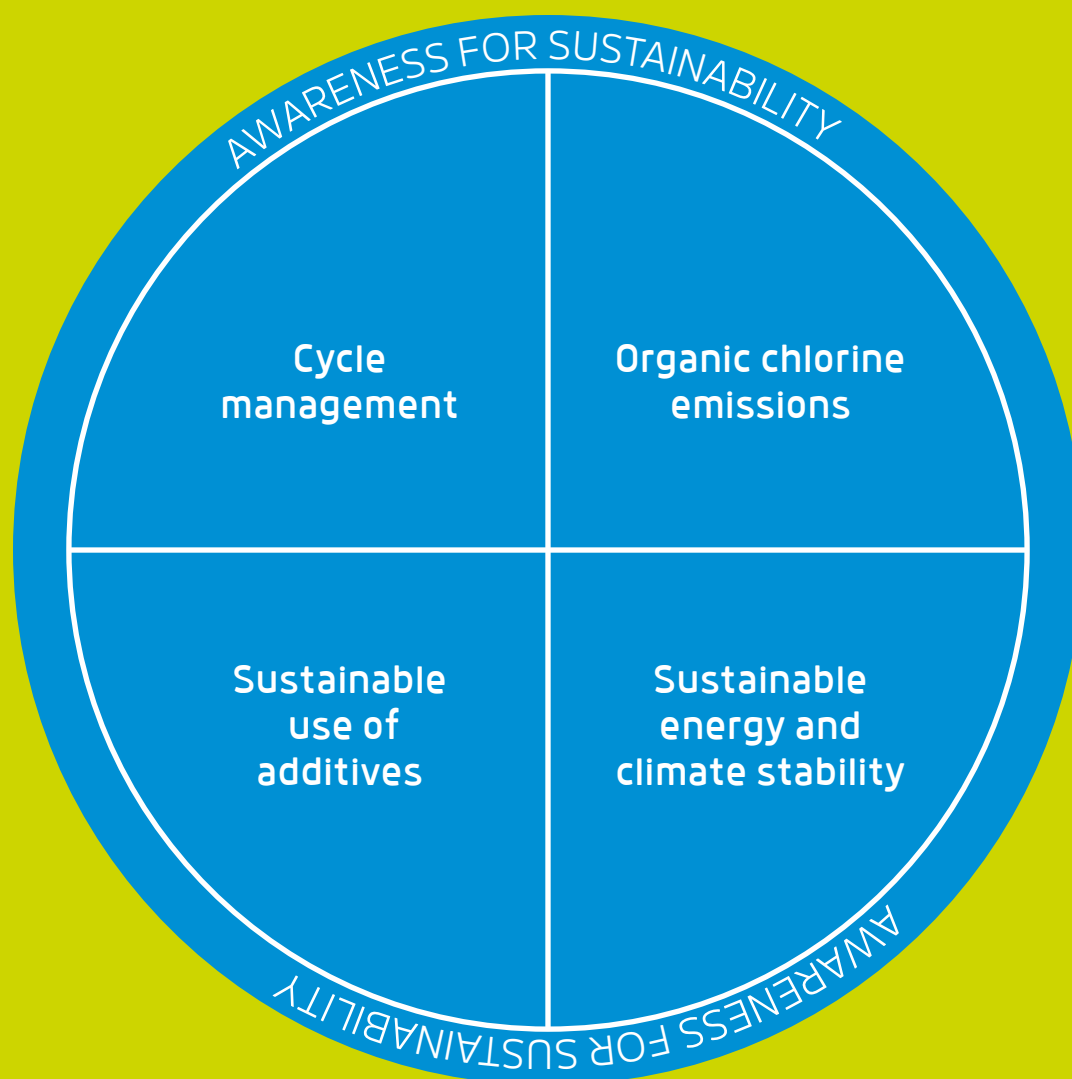 AWARENESS FOR SUSTAINABILITY
Cycle
management
Organic chlorine
emissions
Sustainable
use of
additives
Sustainable
energy and
climate stability
AWARENESS FOR SUSTAINABILITY